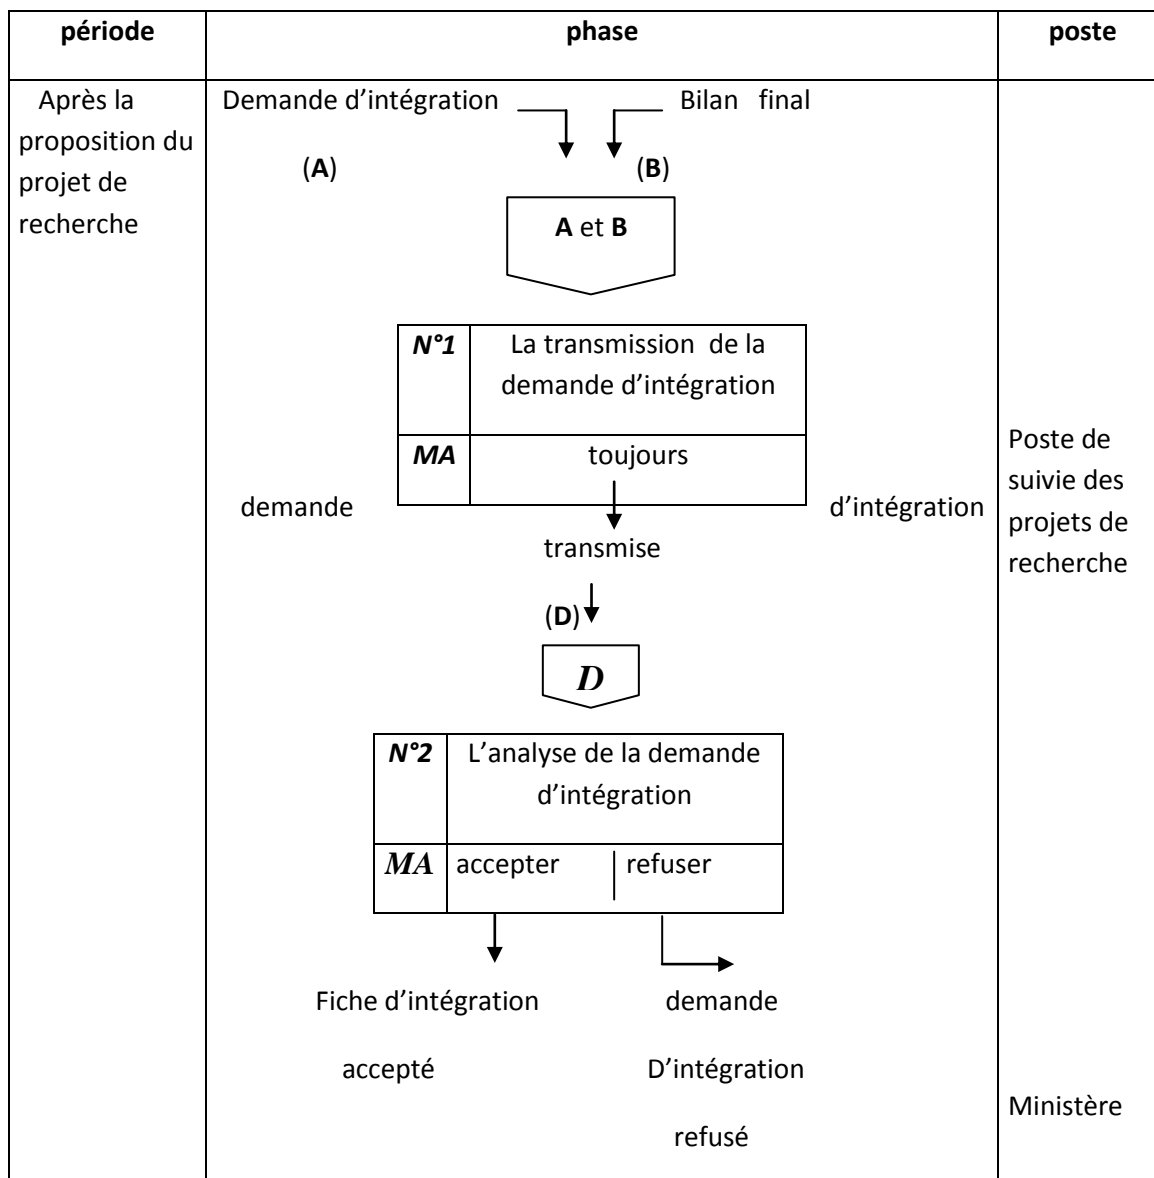 période phase poste
Après la
proposition du
projet de
recherche
Demande d’intégration Bilan final
(A) (B)
A et B
N°1 La transmission de la
demande d’intégration
MA toujours
demande d’intégration
transmise
(D)
D
N°2 L’analyse de la demande
d’intégration
MA accepter refuser
Fiche d’intégration demande
accepté D’intégration
refusé
Poste de
suivie des
projets de
recherche
Ministère